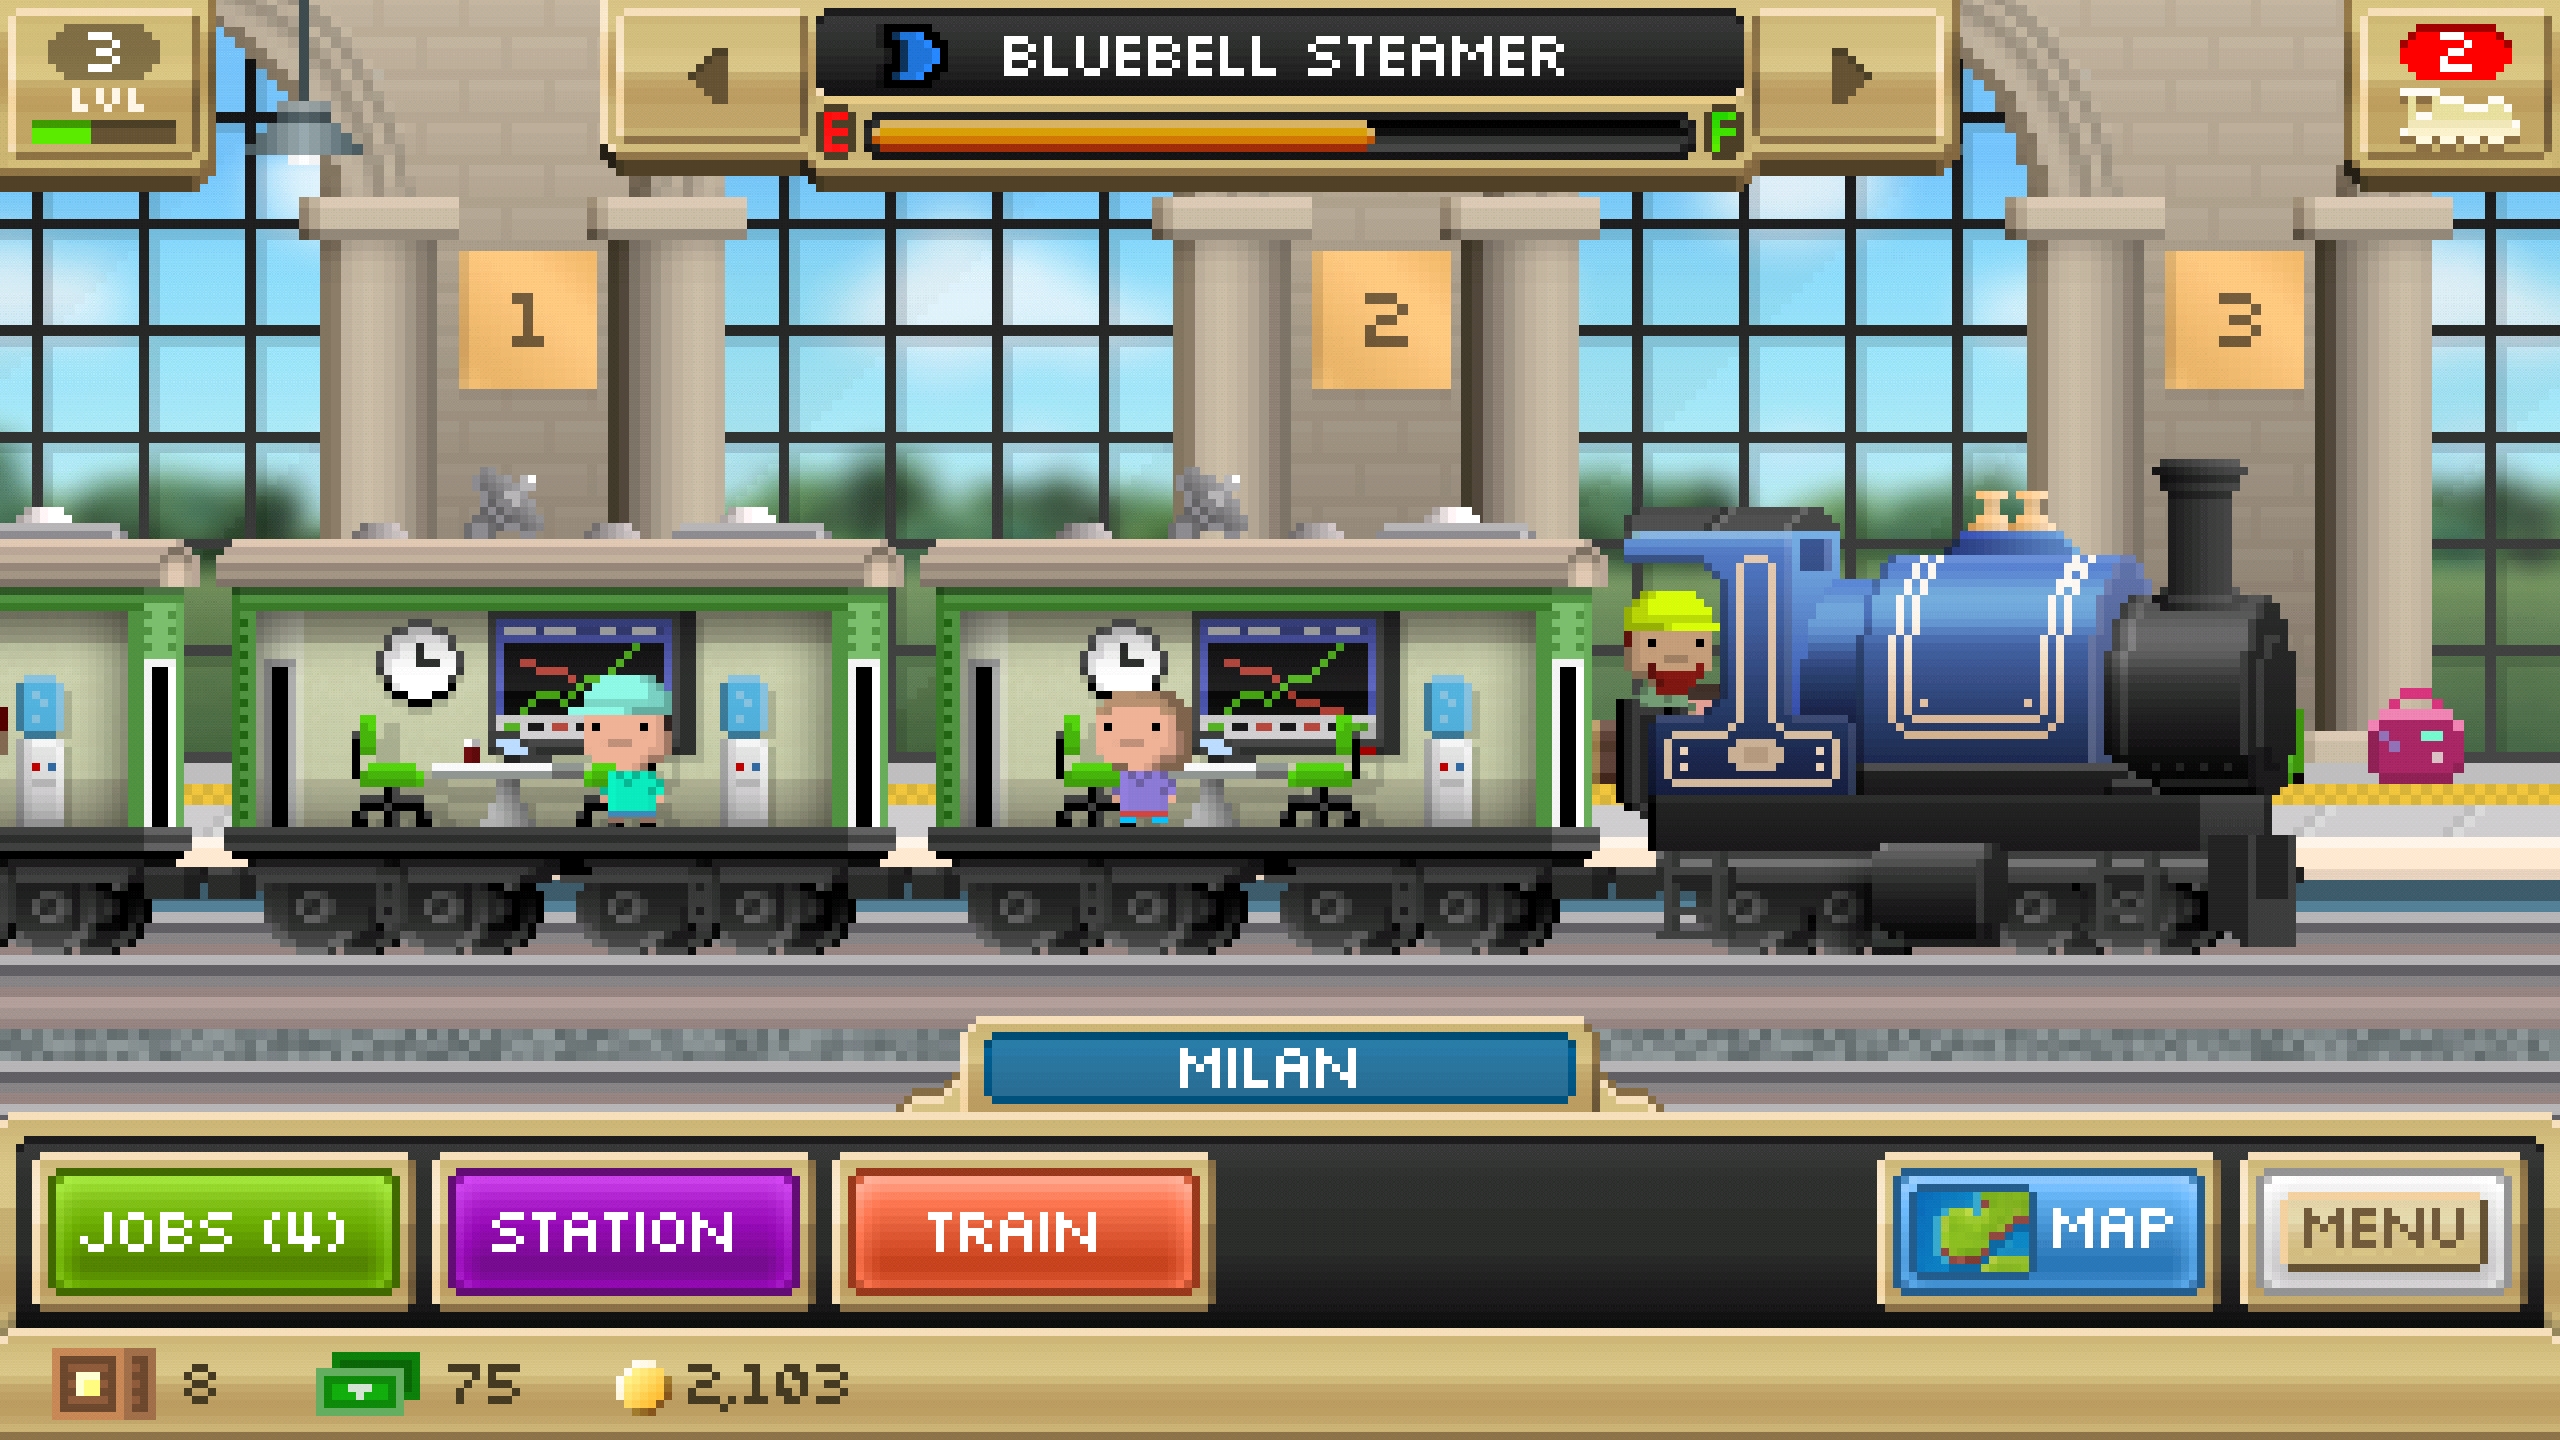 3
LVL
BLUEBELL STEAMER
E F
2
1 2 3
MILAN
JOBS (4) STATION TRAIN MAP MENU
8 75 2,103